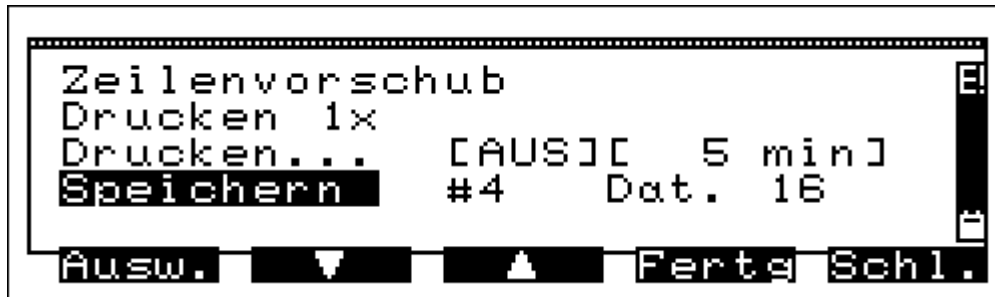 Zeilenvorschub
E!
Drucken 1x
Drucken... [AUS][ 5 min]
Speichern #4 Dat. 16
Ausw. ▼ ▲ Fertg Schl.